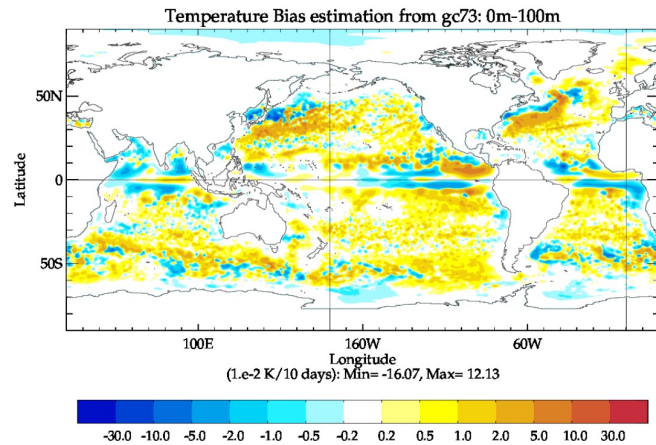 Temperature Bias estimation from gc73: 0m-100m
50N
0
50S
Latitude
100E 160W 60W
Longitude
(1.e-2 K/10 days): Min= -16.07, Max= 12.13
-30.0 -10.0 -5.0 -2.0 -1.0 -0.5 -0.2 0.2 0.5 1.0 2.0 5.0 10.0 30.0